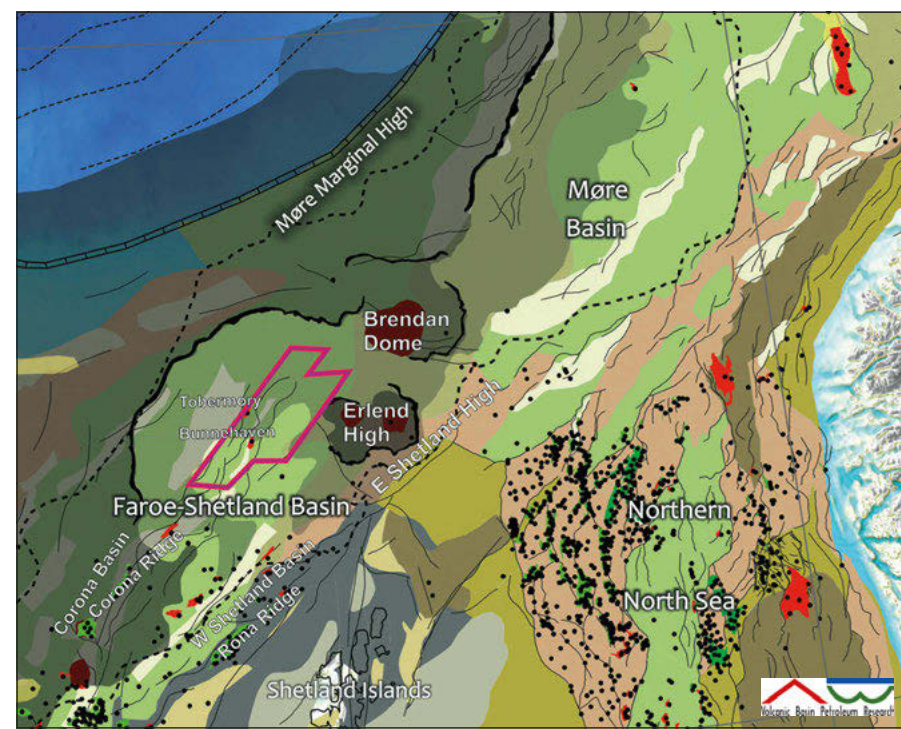 Møre Marginal High
Møre
Basin
Brendan
Dome
Tobermory
Bunnehaven
Erlend
High
E Shetland High
Faroe-Shetland Basin
Northern
North Sea
Corona Basin
Corona Ridge
W Shetland Basin
Rona Ridge
Shetland Islands
Volcanic Basin Petroleum Research